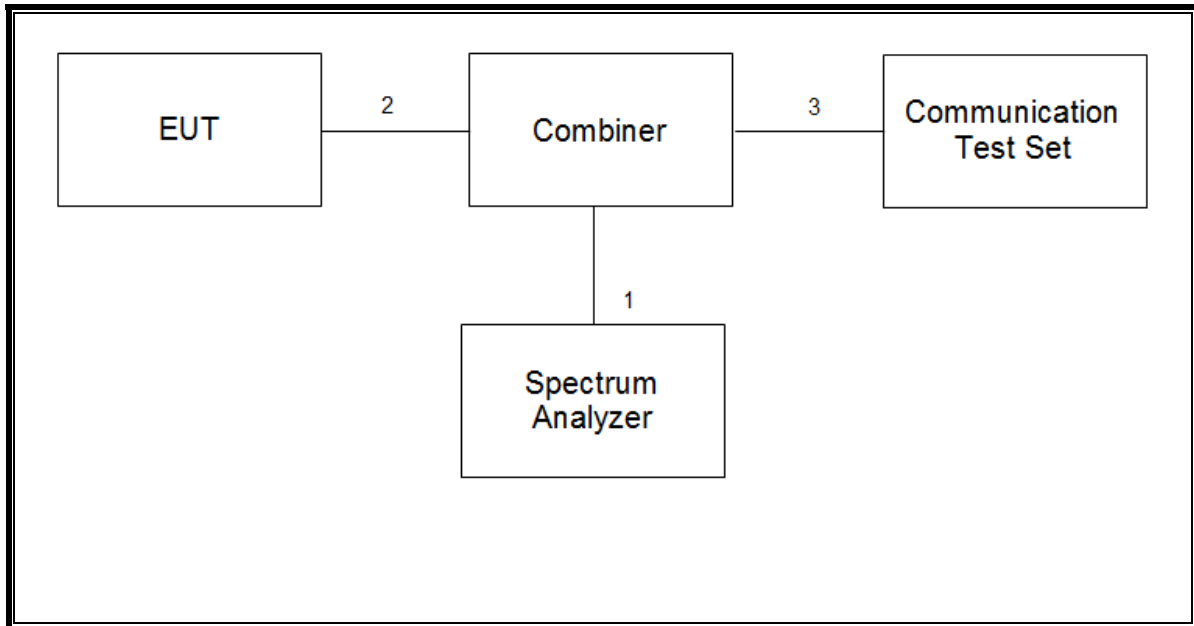 EUT
2
Combiner
3
Communication
Test Set
1
Spectrum
Analyzer